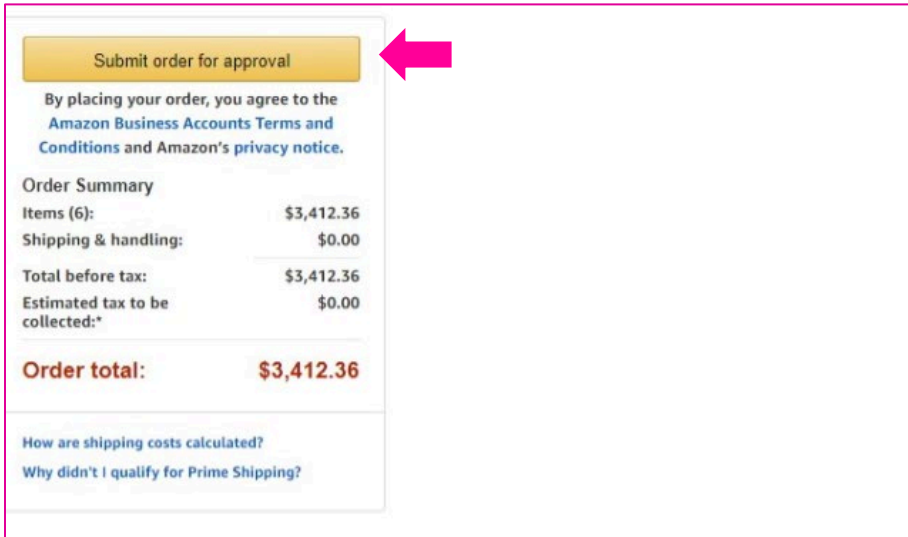 Submit order for approval
By placing your order, you agree to the
Amazon Business Accounts Terms and
Conditions and Amazon's privacy notice.
Order Summary
Items (6): $3,412.36
Shipping & handling: $0.00
Total before tax: $3,412.36
Estimated tax to be $0.00
collected:*
Order total: $3,412.36
How are shipping costs calculated?
Why didn't I qualify for Prime Shipping?